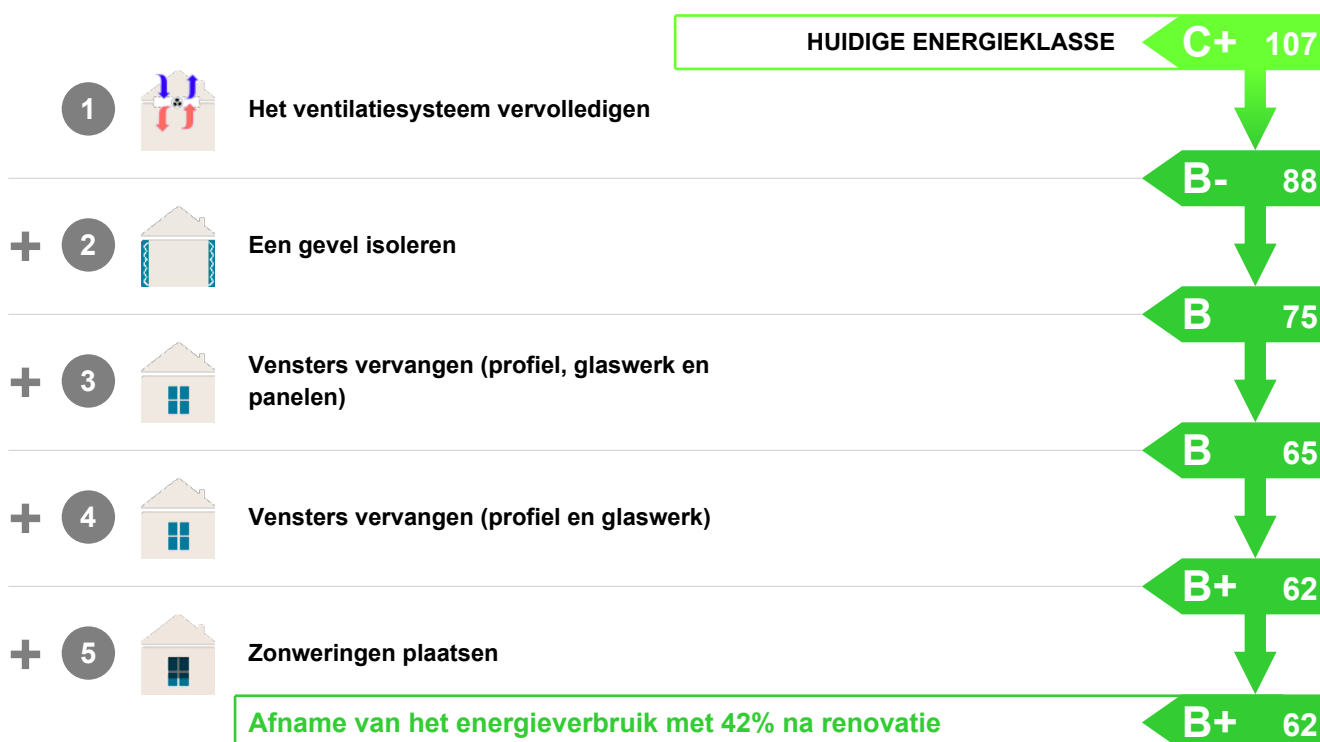 HUIDIGE ENERGIEKLASSE C+ 107
1 Het ventilatiesysteem vervolledigen
B- 88
+ 2 Een gevel isoleren
B 75
+ 3 Vensters vervangen (profiel, glaswerk en
panelen)
B 65
+ 4 Vensters vervangen (profiel en glaswerk)
B+ 62
+ 5 Zonweringen plaatsen
Afname van het energieverbruik met 42% na renovatie B+ 62